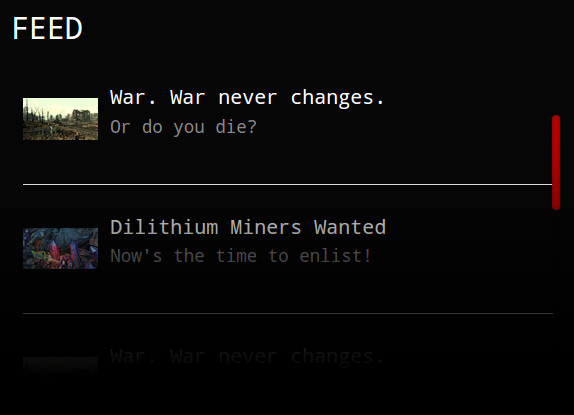 FEED
War. War never changes.
Or do you die?
Dilithium Miners Wanted
Now's the time to enlist!
War. War never changes.